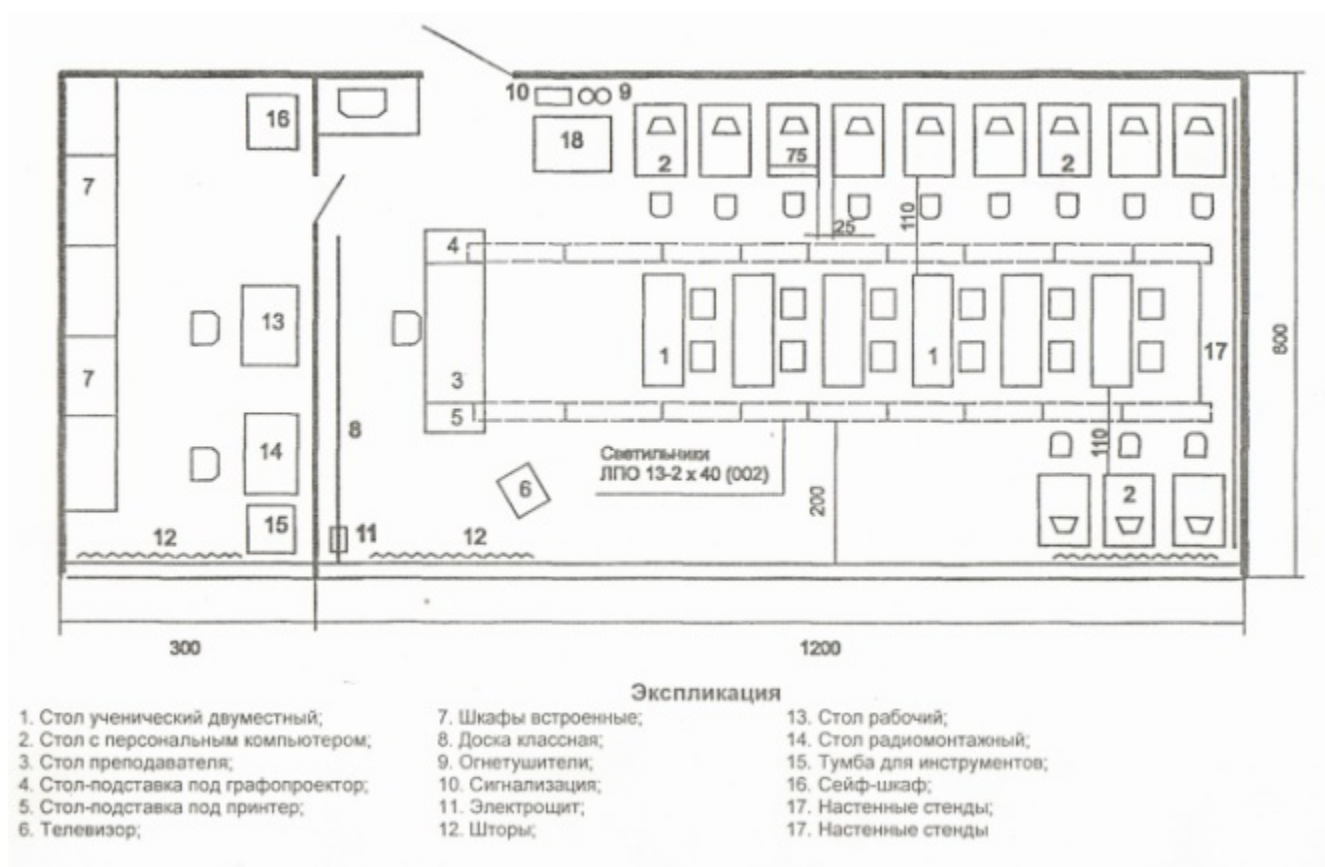 10
9
16
18
7
2
75
2
25
110
4
13
3
1
1
17
600
7
5
8
14
Светильники
ЛПО 13-2 х 40 (002)
110
6
200
2
15
12
11
12
300
1200
Экспликация
1. Стол ученический двуместный;
2. Стол с персональным компьютером;
3. Стол преподавателя;
4. Стол-подставка под графопроектор;
5. Стол-подставка под принтер;
6. Телевизор;
7. Шкафы встроенные;
8. Доска классная;
9. Огнетушители;
10. Сигнализация;
11. Электрощит;
12. Шторы;
13. Стол рабочий;
14. Стол радиомонтажный;
15. Тумба для инструментов;
16. Сейф-шкаф;
17. Настенные стенды;
17. Настенные стенды